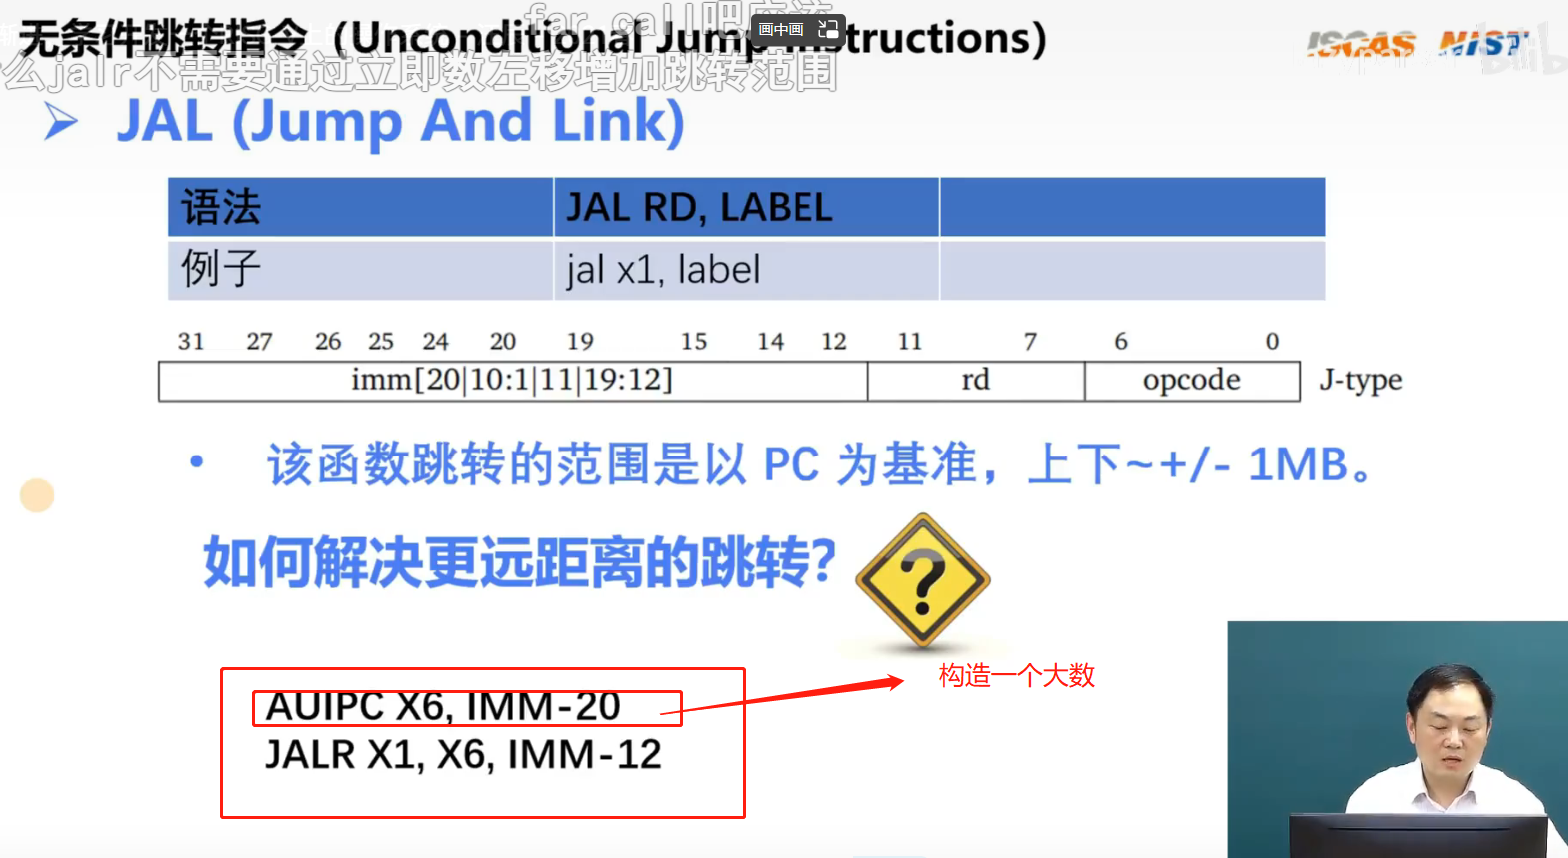 far call吧应该
无条件跳转指令（Unconditional Jump Instructions）
画中画
ISCAS NIST
么jalr不需要通过立即数左移增加跳转范围
➢ JAL (Jump And Link)
语法 JAL RD, LABEL
例子 jal x1, label
31 27 26 25 24 20 19 15 14 12 11 7 6 0
imm[20|10:1|11|19:12] rd opcode J-type
• 该函数跳转的范围是以 PC 为基准，上下~+/- 1MB。
如何解决更远距离的跳转?
?
构造一个大数
AUIPC X6, IMM-20
JALR X1, X6, IMM-12